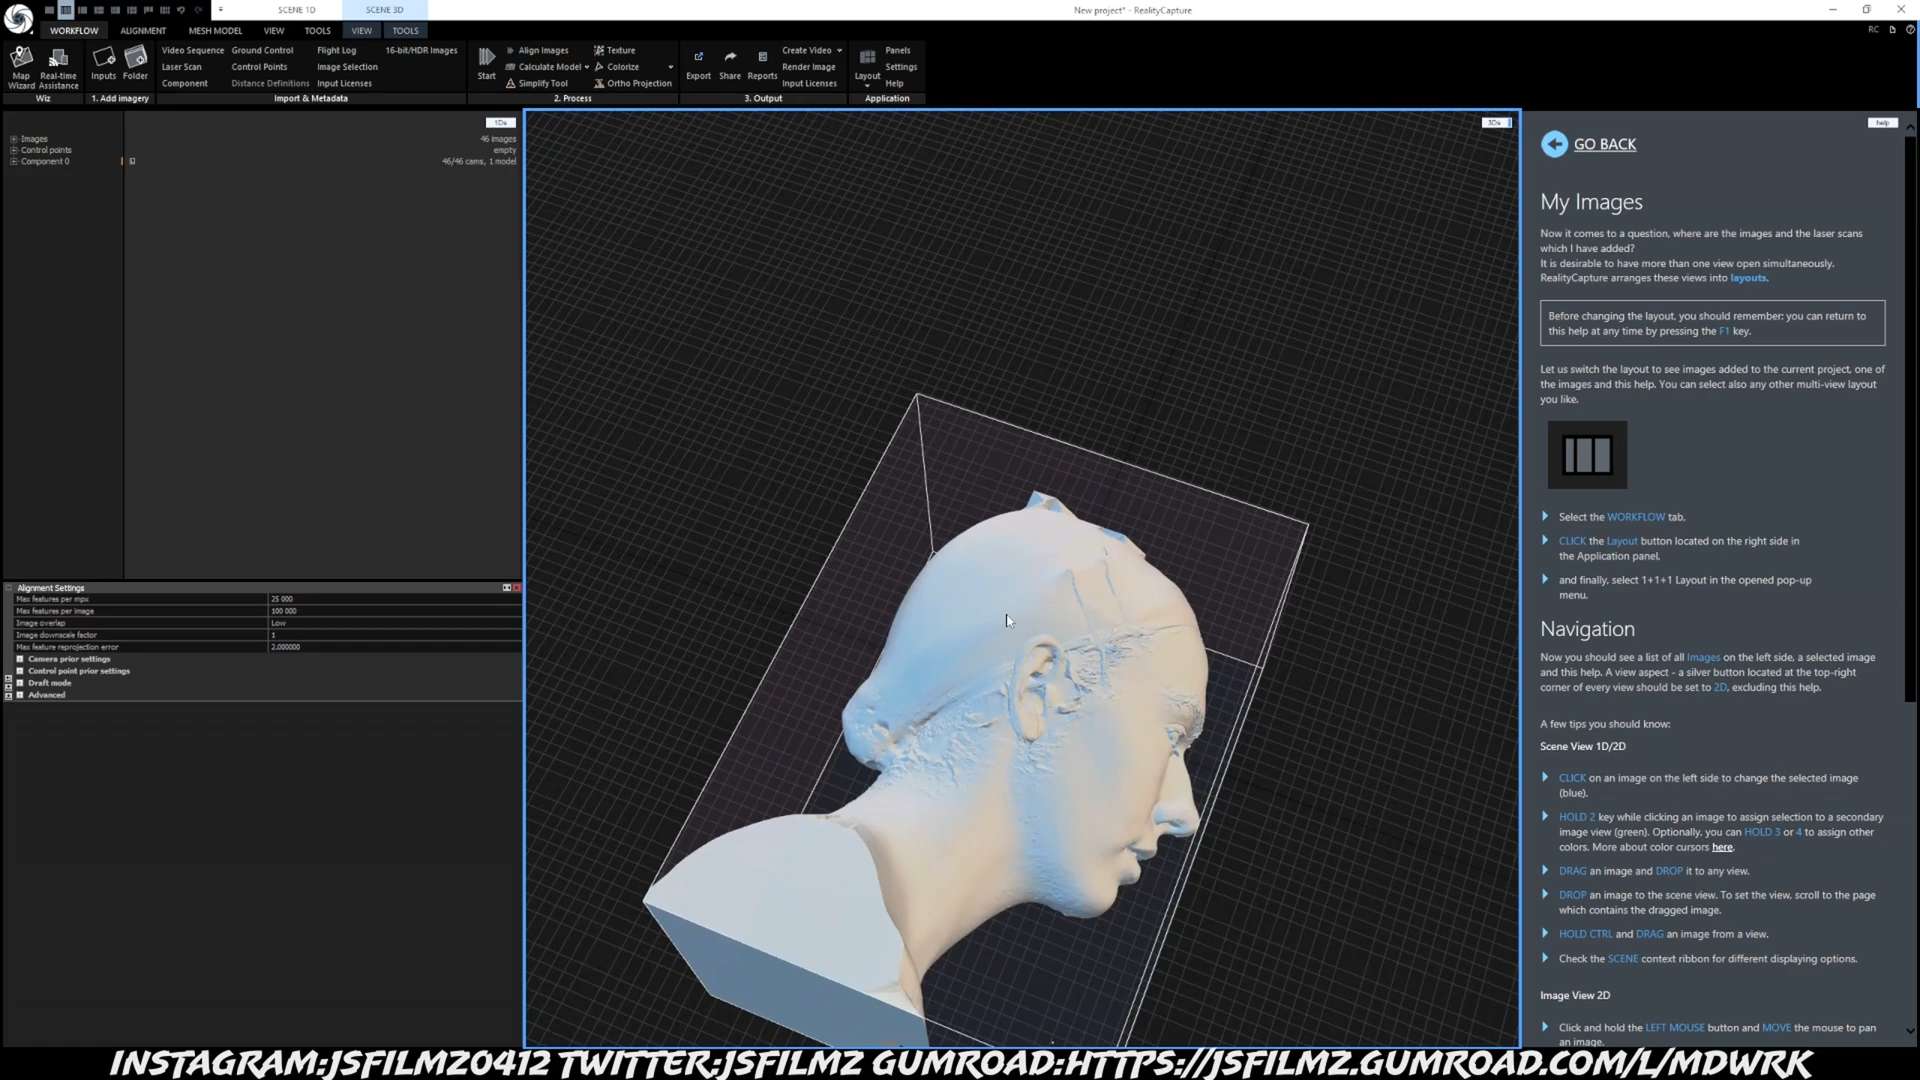 SCENE 1D
SCENE 3D
New project* - RealityCapture
WORKFLOW
ALIGNMENT
MESH MODEL
VIEW
TOOLS
VIEW
TOOLS
RC
Map Wizard
Real-time Assistance
Wiz
Inputs
Folder
1. Add imagery
Video Sequence
Ground Control
Flight Log
16-bit/HDR Images
Laser Scan
Control Points
Image Selection
Component
Distance Definitions
Input Licenses
Import & Metadata
Start
Align Images
Texture
Calculate Model
Colorize
Simplify Tool
Ortho Projection
2. Process
Export
Share
Reports
Create Video
Render Image
Input Licenses
3. Output
Layout
Panels
Settings
Help
Application
1Ds
Images
46 images
Control points
empty
Component 0
46/46 cams, 1 model
Alignment Settings
Max features per mpx
25 000
Max features per image
100 000
Image overlap
Low
Image downscale factor
1
Max feature reprojection error
2.000000
Camera prior settings
Control point prior settings
Draft mode
Advanced
3Ds
help
GO BACK
My Images
Now it comes to a question, where are the images and the laser scans
which I have added?
It is desirable to have more than one view open simultaneously.
RealityCapture arranges these views into layouts.
Before changing the layout, you should remember: you can return to
this help at any time by pressing the F1 key.
Let us switch the layout to see images added to the current project, one of
the images and this help. You can select also any other multi-view layout
you like.
Select the WORKFLOW tab.
CLICK the Layout button located on the right side in
the Application panel,
and finally, select 1+1+1 Layout in the opened pop-up
menu.
Navigation
Now you should see a list of all Images on the left side, a selected image
and this help. A view aspect - a silver button located at the top-right
corner of every view should be set to 2D, excluding this help.
A few tips you should know:
Scene View 1D/2D
CLICK on an image on the left side to change the selected image
(blue).
HOLD 2 key while clicking an image to assign selection to a secondary
image view (green). Optionally, you can HOLD 3 or 4 to assign other
colors. More about color cursors here.
DRAG an image and DROP it to any view.
DROP an image to the scene view. To set the view, scroll to the page
which contains the dragged image.
HOLD CTRL and DRAG an image from a view.
Check the SCENE context ribbon for different displaying options.
Image View 2D
Click and hold the LEFT MOUSE button and MOVE the mouse to pan
an image.
INSTAGRAM:JSFILMZ0412 TWITTER:JSFILMZ GUMROAD:HTTPS://JSFILMZ.GUMROAD.COM/L/MDWRK